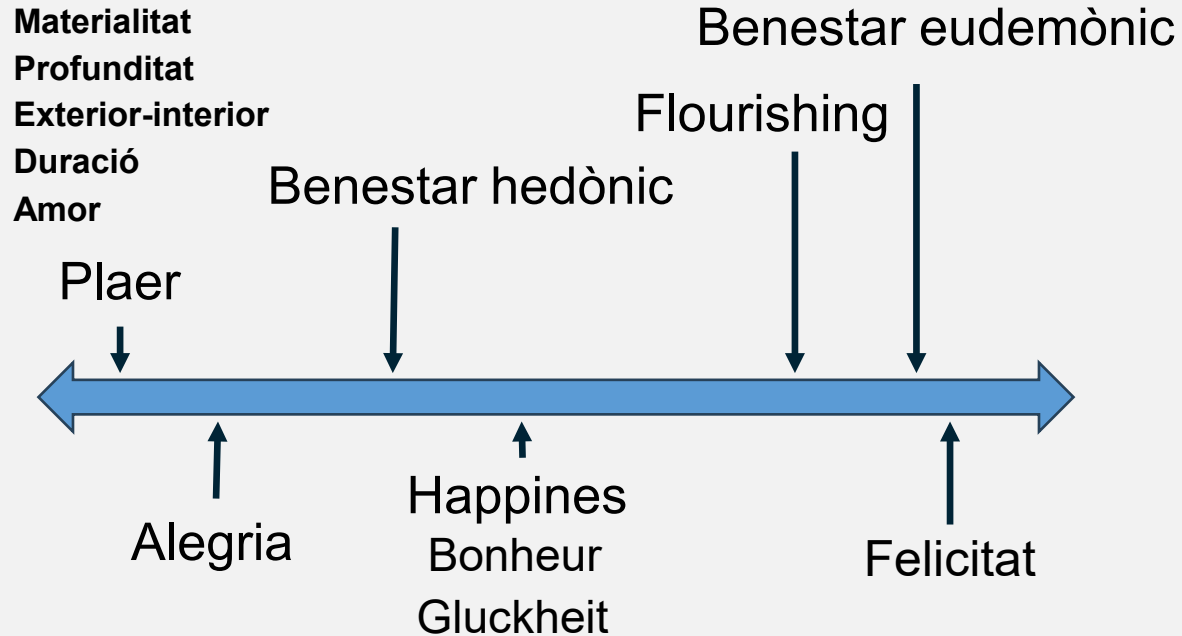 Materialitat
Profunditat
Exterior-interior
Duració
Amor
Benestar eudemònic
Flourishing
Benestar hedònic
Plaer
Alegria
Happines
Bonheur
Gluckheit
Felicitat